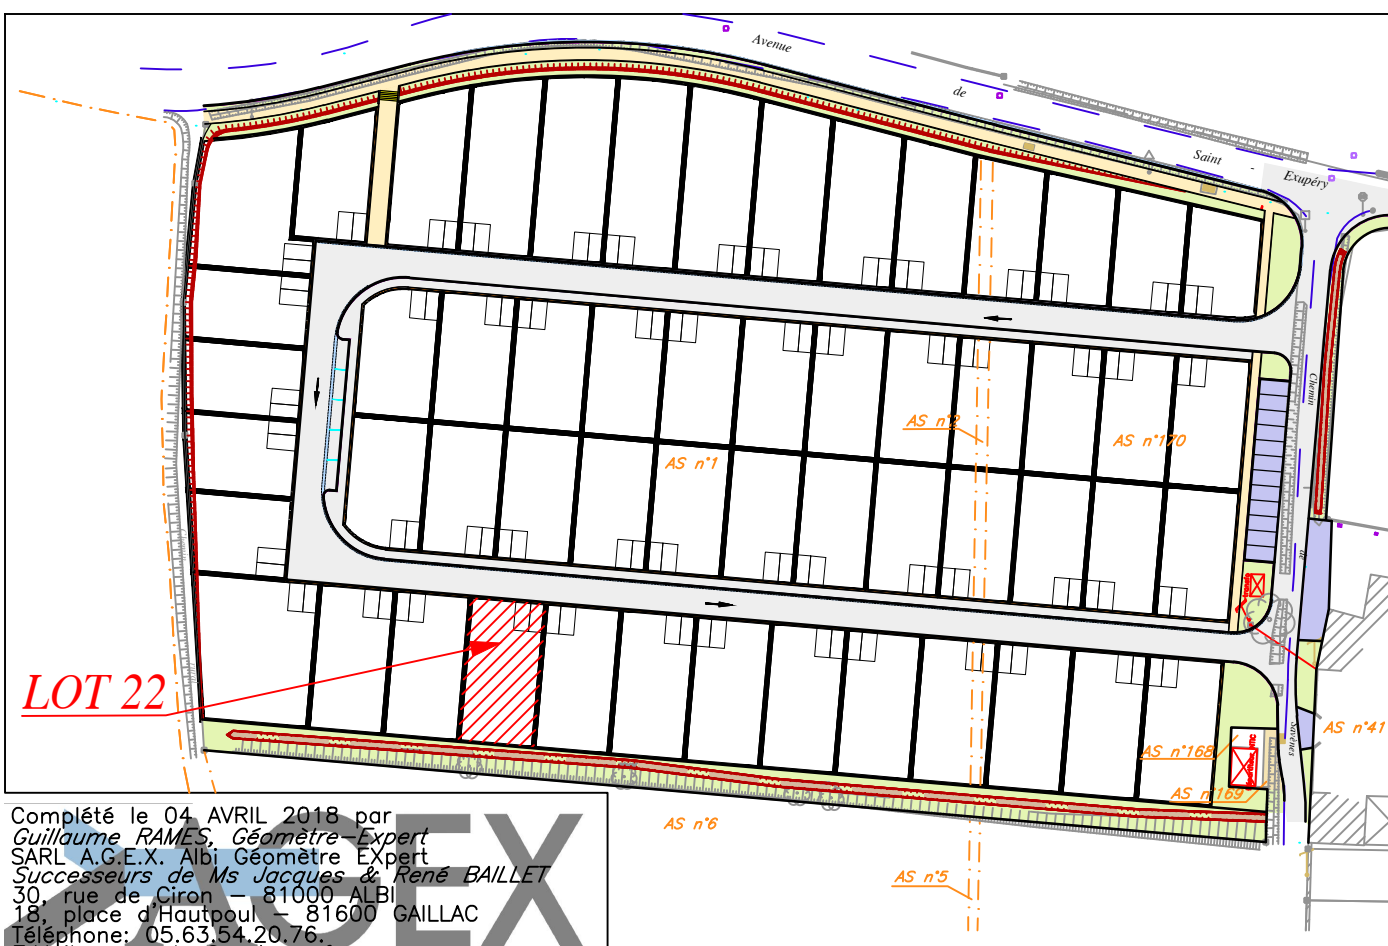 Avenue
de
Saint
-
Exupéry
Chemin
de
Savènes
AS n°2
AS n°170
AS n°1
LOT 22
AS n°168
AS n°169
AS n°41
AS n°6
AS n°5
Complété le 04 AVRIL 2018 par
Guillaume RAMES, Géomètre-Expert
SARL A.G.E.X. Albi Géomètre EXpert
Successeurs de Ms Jacques & René BAILLET
30, rue de Ciron - 81000 ALBI
18, place d'Hautpoul - 81600 GAILLAC
Téléphone: 05.63.54.20.76.
AGEX